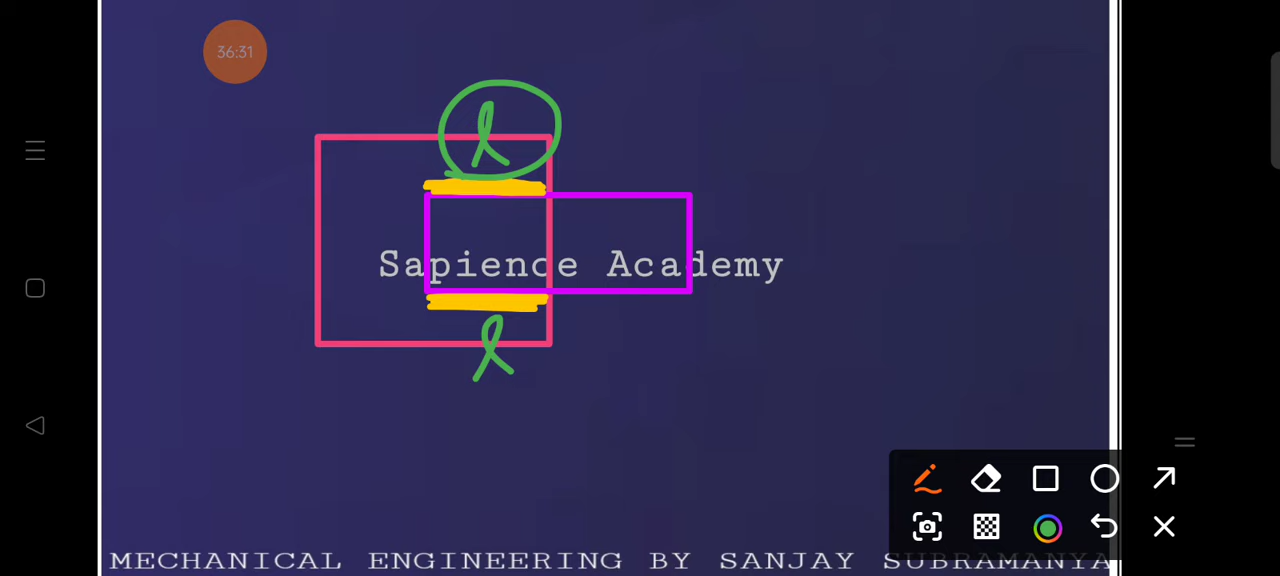 36:31
l
Sapience Academy
l
MECHANICAL ENGINEERING BY SANJAY SUBRAMANYA